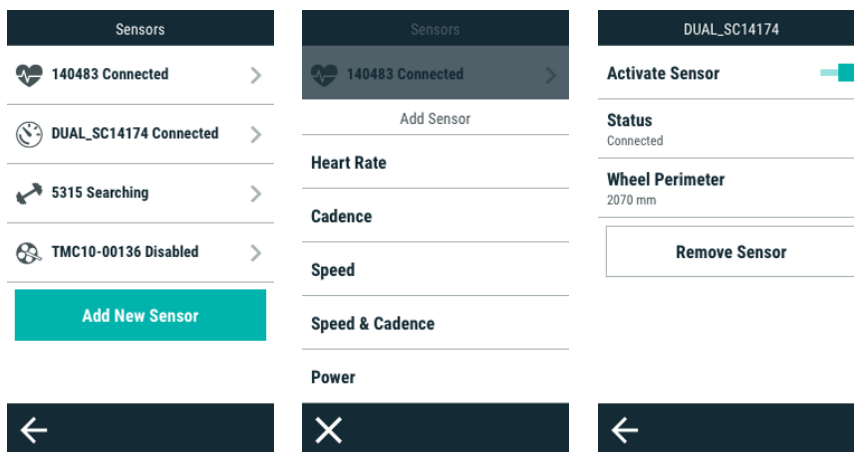 Sensors
140483 Connected
DUAL_SC14174 Connected
5315 Searching
TMC10-00136 Disabled
Add New Sensor
Sensors
140483 Connected
Add Sensor
Heart Rate
Cadence
Speed
Speed & Cadence
Power
DUAL_SC14174
Activate Sensor
Status
Connected
Wheel Perimeter
2070 mm
Remove Sensor